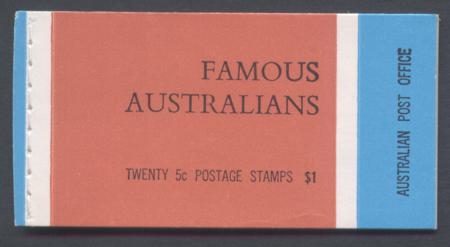 FAMOUS
AUSTRALIANS
TWENTY 5c POSTAGE STAMPS $1
AUSTRALIAN POST OFFICE